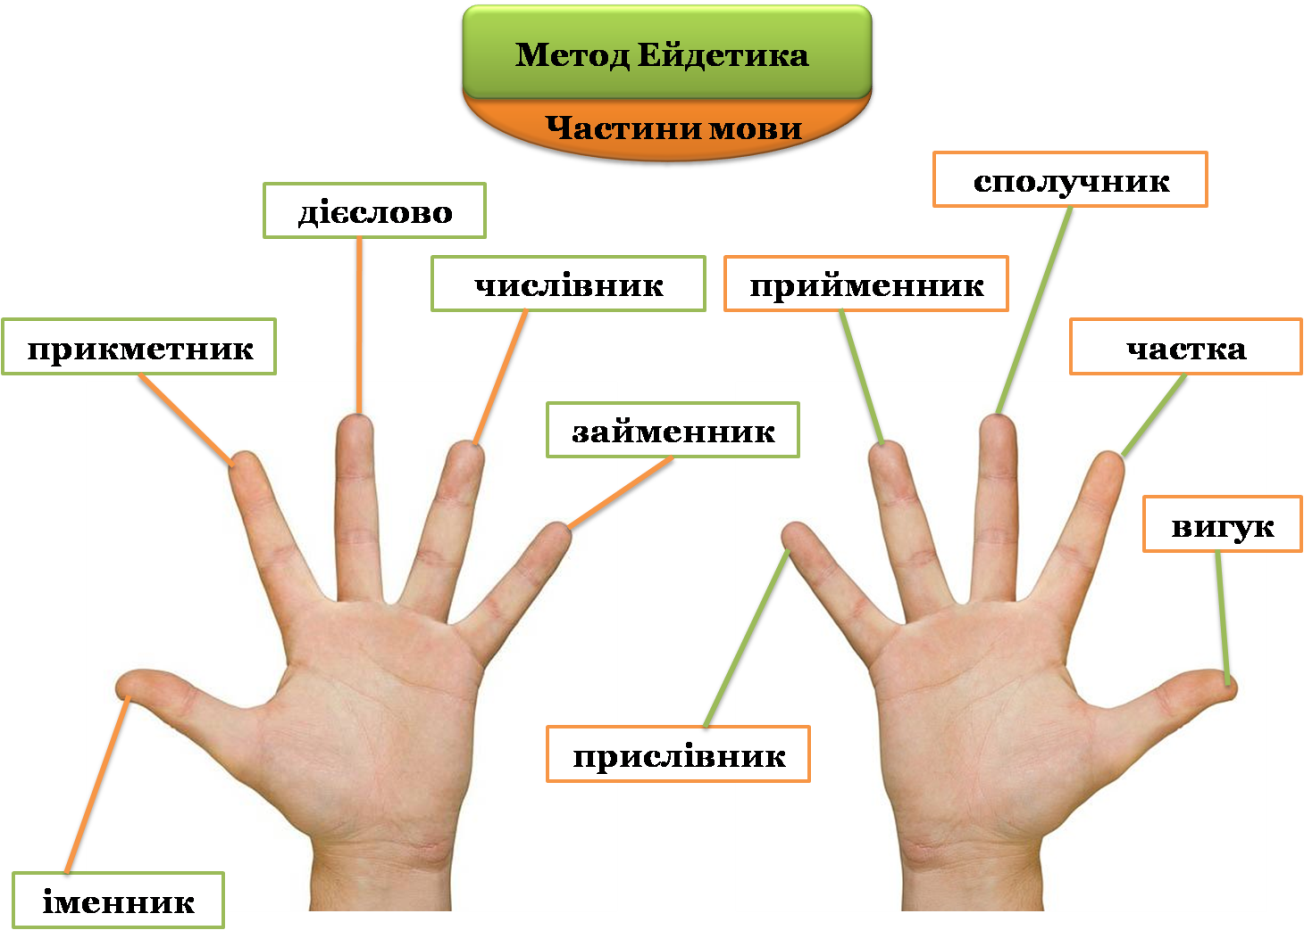 Метод Ейдетика
Частини мови
сполучник
дієслово
числівник
прийменник
прикметник
частка
займенник
вигук
прислівник
іменник